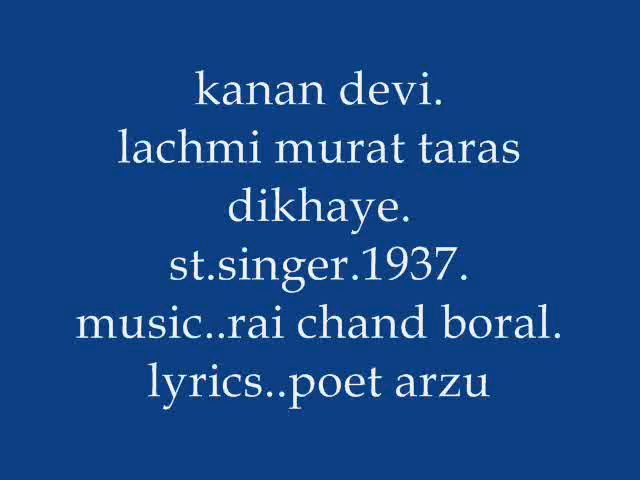 kanan devi.
lachmi murat taras
dikhaye.
st.singer.1937.
music..rai chand boral.
lyrics..poet arzu